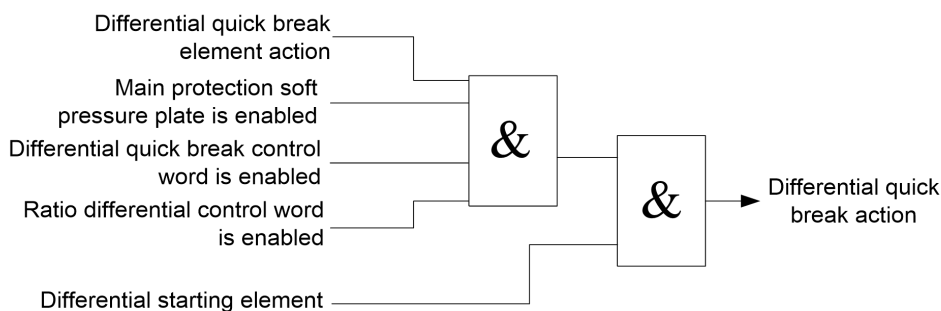 Differential quick break
element action
Main protection soft
pressure plate is enabled
Differential quick break control
word is enabled
Ratio differential control word
is enabled
Differential starting element
&
&
Differential quick
break action